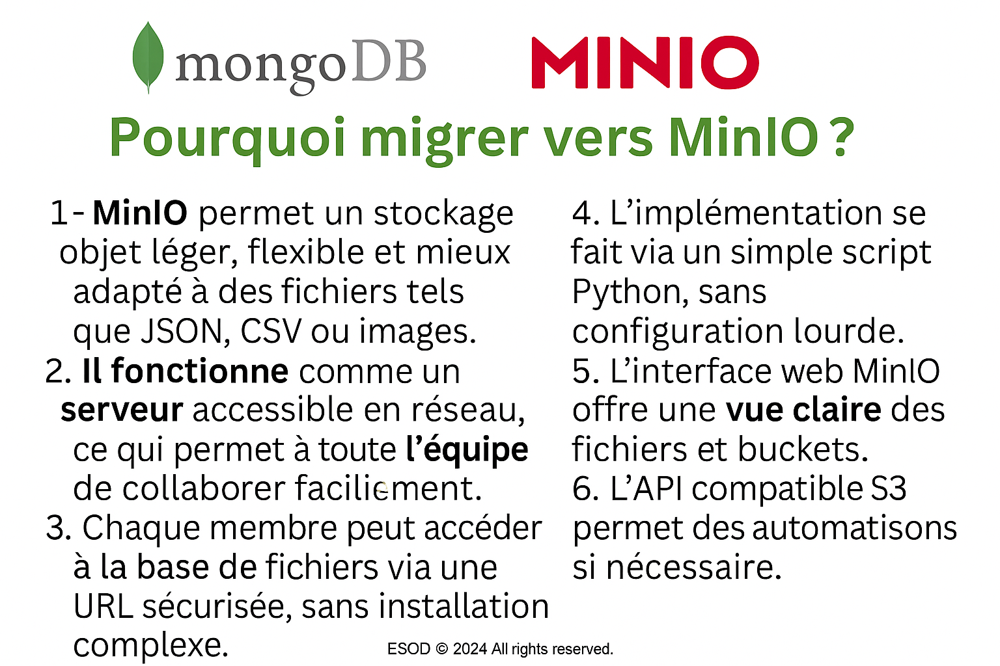 mongoDB
MINIO
Pourquoi migrer vers MinIO ?
1- MinIO permet un stockage
objet léger, flexible et mieux
adapté à des fichiers tels
que JSON, CSV ou images.
2. Il fonctionne comme un
serveur accessible en réseau,
ce qui permet à toute l’équipe
de collaborer faciliement.
3. Chaque membre peut accéder
à la base de fichiers via une
URL sécurisée, sans installation
complexe.
4. L’implémentation se
fait via un simple script
Python, sans
configuration lourde.
5. L’interface web MinIO
offre une vue claire des
fichiers et buckets.
6. L’API compatible S3
permet des automatisons
si nécessaire.
ESOD © 2024 All rights reserved.